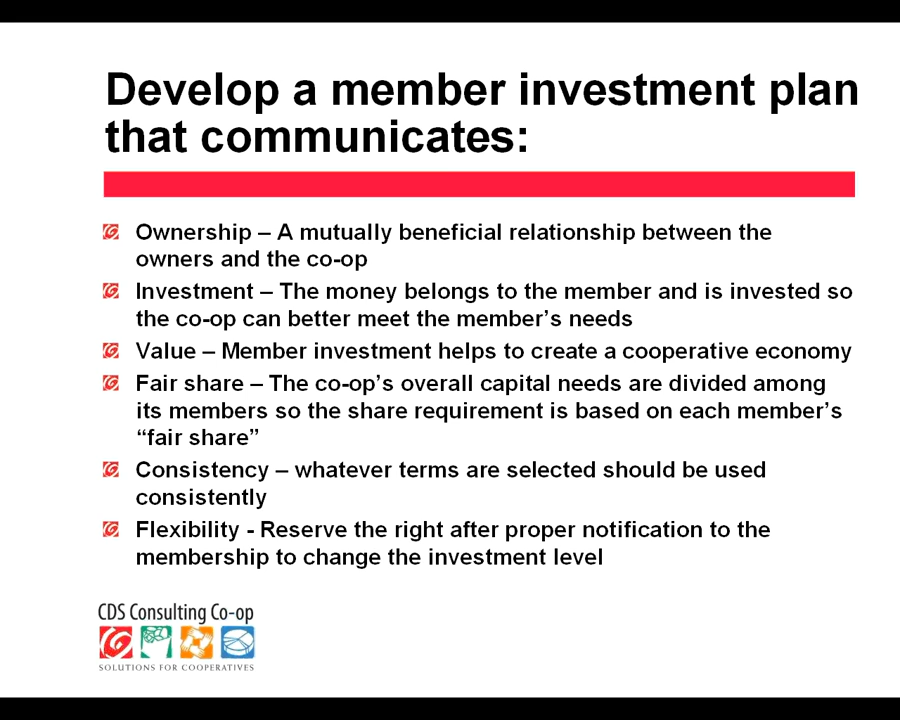 Develop a member investment plan
that communicates:
Ownership – A mutually beneficial relationship between the
owners and the co-op
Investment – The money belongs to the member and is invested so
the co-op can better meet the member’s needs
Value – Member investment helps to create a cooperative economy
Fair share – The co-op’s overall capital needs are divided among
its members so the share requirement is based on each member’s
“fair share”
Consistency – whatever terms are selected should be used
consistently
Flexibility - Reserve the right after proper notification to the
membership to change the investment level
CDS Consulting Co-op
SOLUTIONS FOR COOPERATIVES